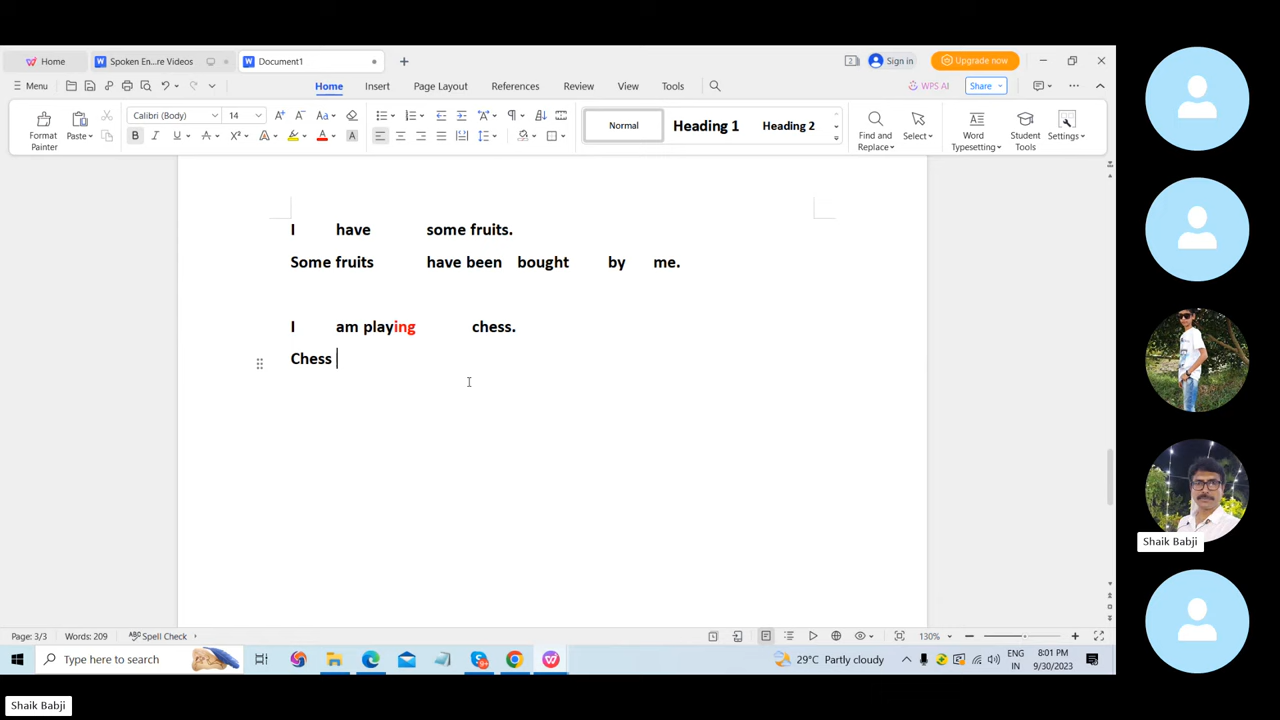 Home
Spoken En...re Videos
Document1
Sign in
Upgrade now
Menu
Home
Insert
Page Layout
References
Review
View
Tools
WPS AI
Share
Format Painter
Paste
Calibri (Body)
14
Normal
Heading 1
Heading 2
Find and Replace
Select
Word Typesetting
Student Tools
Settings
I have some fruits.
Some fruits have been bought by me.
I am playing chess.
Chess
Shaik Babji
Page: 3/3
Words: 209
Spell Check
130%
Type here to search
29°C Partly cloudy
ENG
IN
8:01 PM
9/30/2023
Shaik Babji